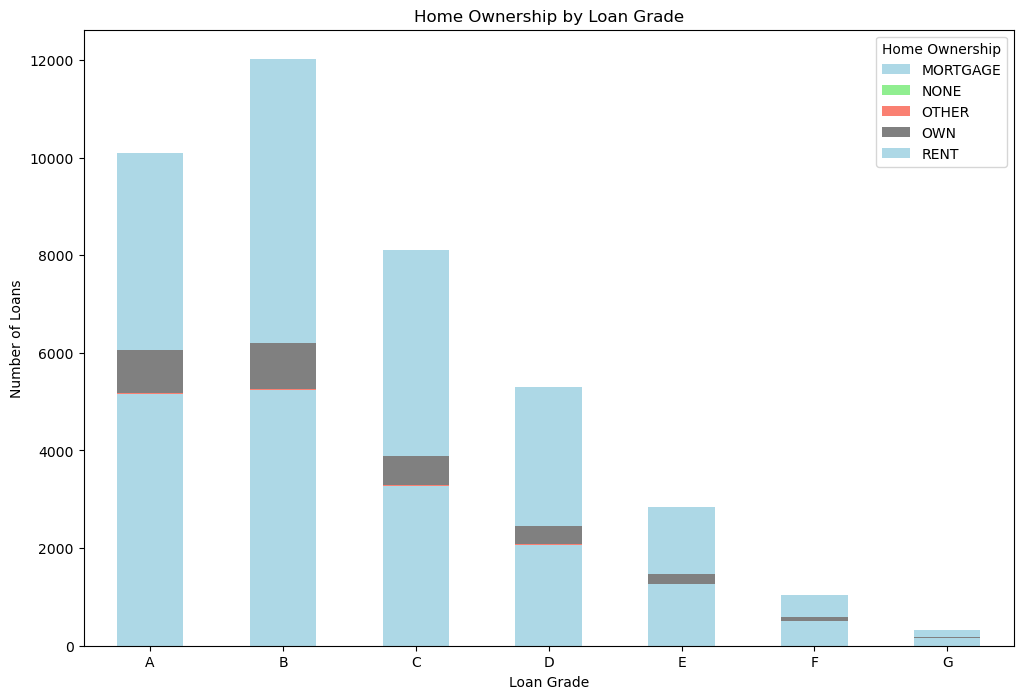 Home Ownership by Loan Grade
Home Ownership
MORTGAGE
NONE
OTHER
OWN
RENT
12000
10000
8000
6000
4000
2000
0
Number of Loans
A B C D E F G
Loan Grade